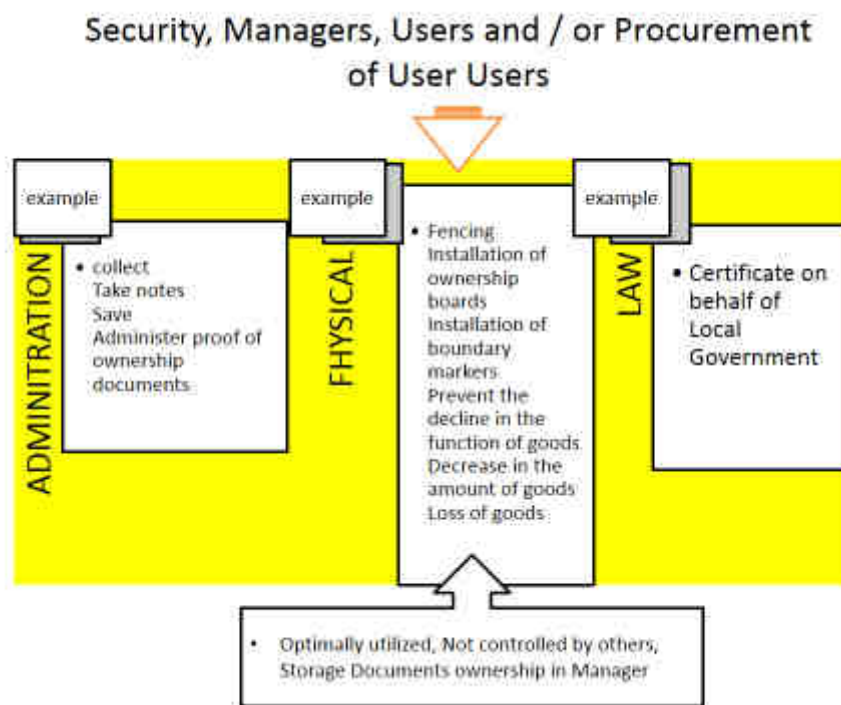 Security, Managers, Users and / or Procurement
of User Users
example
ADMINITRATION
• collect
Take notes
Save
Administer proof of
ownership
documents
example
FHYSICAL
• Fencing
Installation of
ownership
boards
Installation of
boundary
markers
Prevent the
decline in the
function of goods
Decrease in the
amount of goods
Loss of goods
example
LAW
• Certificate on
behalf of
Local
Government
• Optimally utilized, Not controlled by others,
Storage Documents ownership in Manager